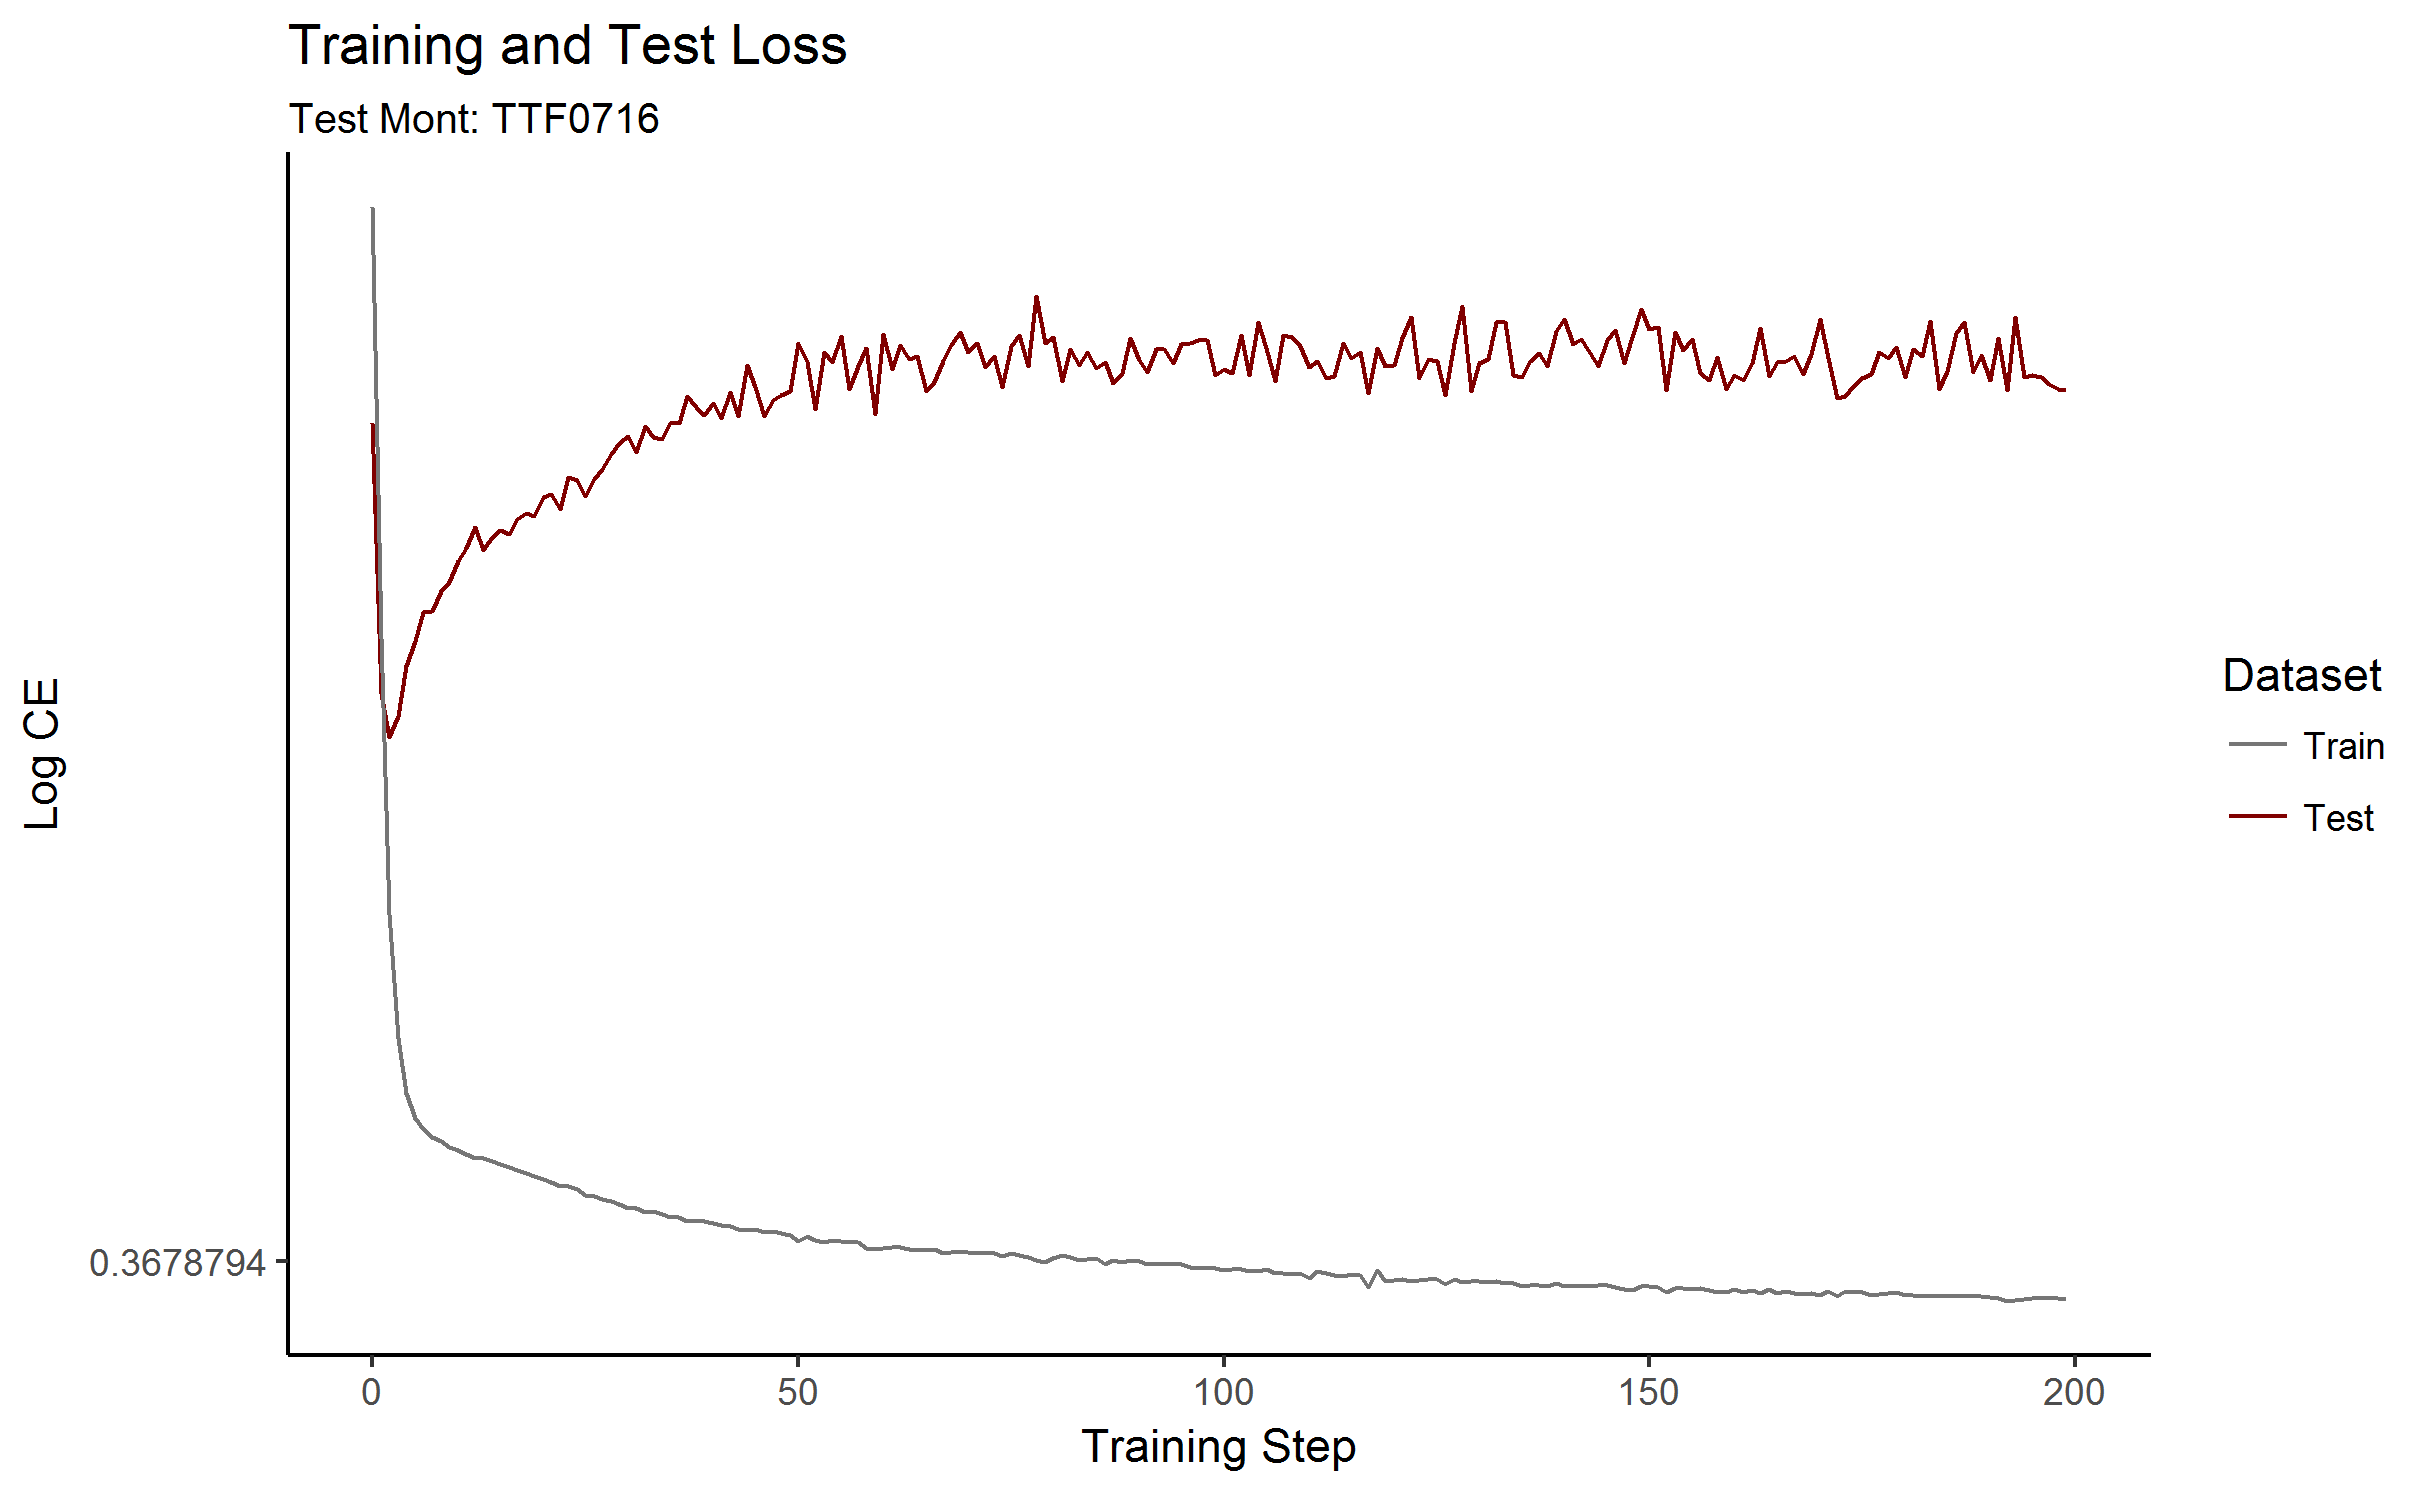 Training and Test Loss
Test Mont: TTF0716
Log CE
0.3678794
0 50 100 150 200
Training Step
Dataset
Train
Test